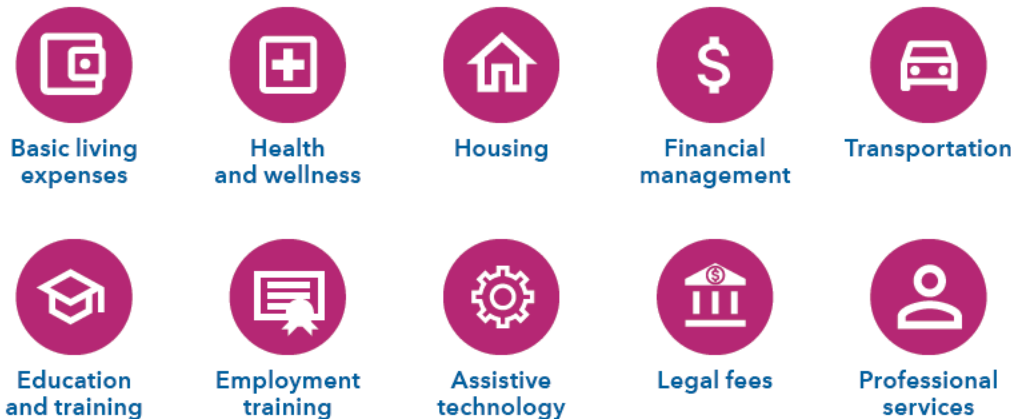 Basic living
expenses
Health
and wellness
Housing
$
Financial
management
Transportation
Education
and training
Employment
training
Assistive
technology
$
Legal fees
Professional
services